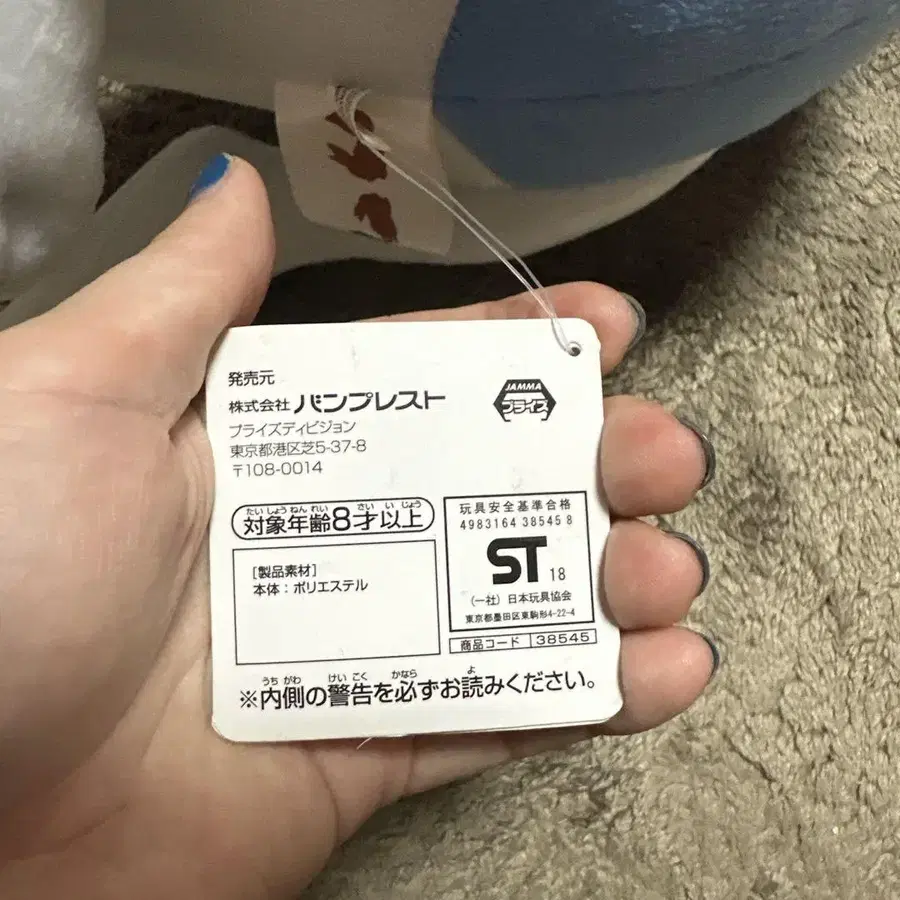 発売元
株式会社 バンプレスト
プライズディビジョン
東京都港区芝5-37-8
〒108-0014
JAMMA
プライズ
たいしょうねんれい さい いじょう
対象年齢8才以上
[製品素材]
本体：ポリエステル
玩具安全基準合格
4983164 38545 8
ST 18
(一社) 日本玩具協会
東京都墨田区東駒形4-22-4
商品コード 38545
うちがわ けいこく かなら よ
※内側の警告を必ずお読みください。